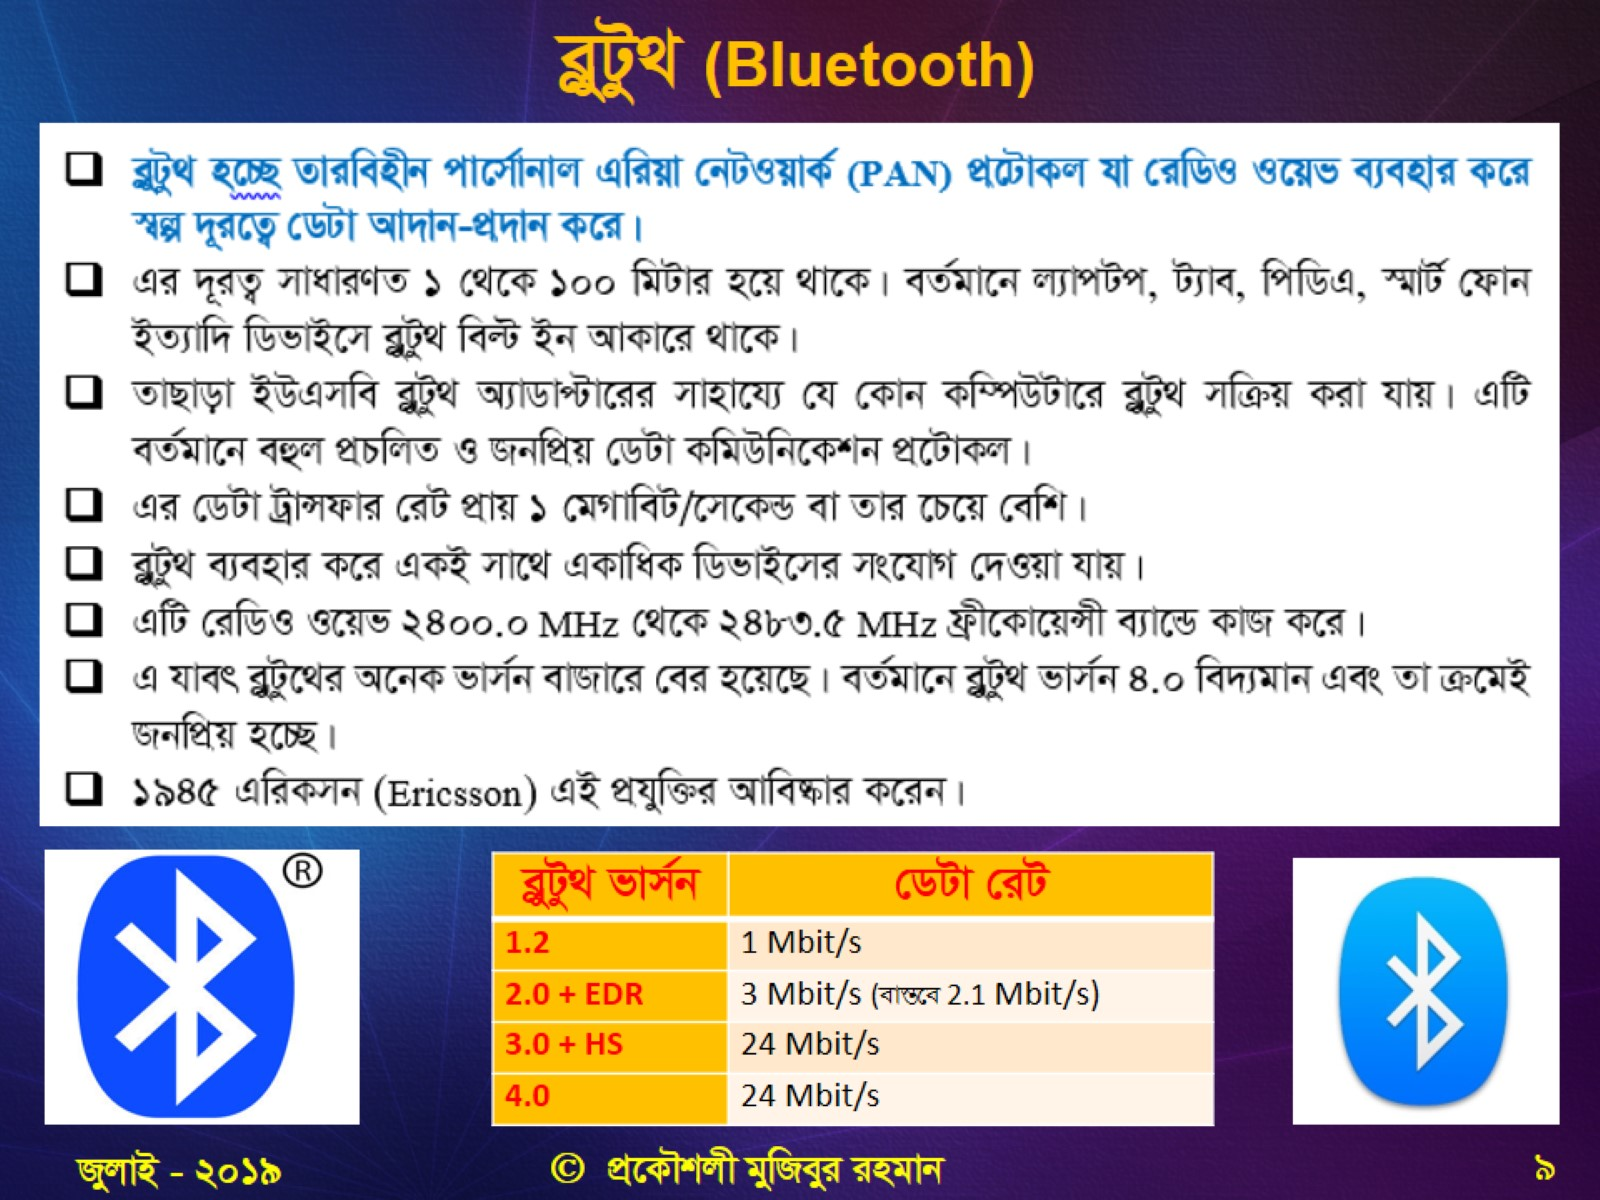 ব্লুটুথ (Bluetooth)
❑ ব্লুটুথ হচ্ছে তারবিহীন পার্সোনাল এরিয়া নেটওয়ার্ক (PAN) প্রটোকল যা রেডিও ওয়েভ ব্যবহার করে
স্বল্প দূরত্বে ডেটা আদান-প্রদান করে।
❑ এর দূরত্ব সাধারণত ১ থেকে ১০০ মিটার হয়ে থাকে। বর্তমানে ল্যাপটপ, ট্যাব, পিডিএ, স্মার্ট ফোন
ইত্যাদি ডিভাইসে ব্লুটুথ বিল্ট ইন আকারে থাকে।
❑ তাছাড়া ইউএসবি ব্লুটুথ অ্যাডাপ্টারের সাহায্যে যে কোন কম্পিউটারে ব্লুটুথ সক্রিয় করা যায়। এটি
বর্তমানে বহুল প্রচলিত ও জনপ্রিয় ডেটা কমিউনিকেশন প্রটোকল।
❑ এর ডেটা ট্রান্সফার রেট প্রায় ১ মেগাবিট/সেকেন্ড বা তার চেয়ে বেশি।
❑ ব্লুটুথ ব্যবহার করে একই সাথে একাধিক ডিভাইসের সংযোগ দেওয়া যায়।
❑ এটি রেডিও ওয়েভ ২৪০০.০ MHz থেকে ২৪৮৩.৫ MHz ফ্রীকোয়েন্সী ব্যান্ডে কাজ করে।
❑ এ যাবৎ ব্লুটুথের অনেক ভার্সন বাজারে বের হয়েছে। বর্তমানে ব্লুটুথ ভার্সন ৪.০ বিদ্যমান এবং তা ক্রমেই
জনপ্রিয় হচ্ছে।
❑ ১৯৪৫ এরিকসন (Ericsson) এই প্রযুক্তির আবিষ্কার করেন।
®
ব্লুটুথ ভার্সন ডেটা রেট
1.2 1 Mbit/s
2.0 + EDR 3 Mbit/s (বাস্তবে 2.1 Mbit/s)
3.0 + HS 24 Mbit/s
4.0 24 Mbit/s
জুলাই - ২০১৯ © প্রকৌশলী মুজিবুর রহমান ৯